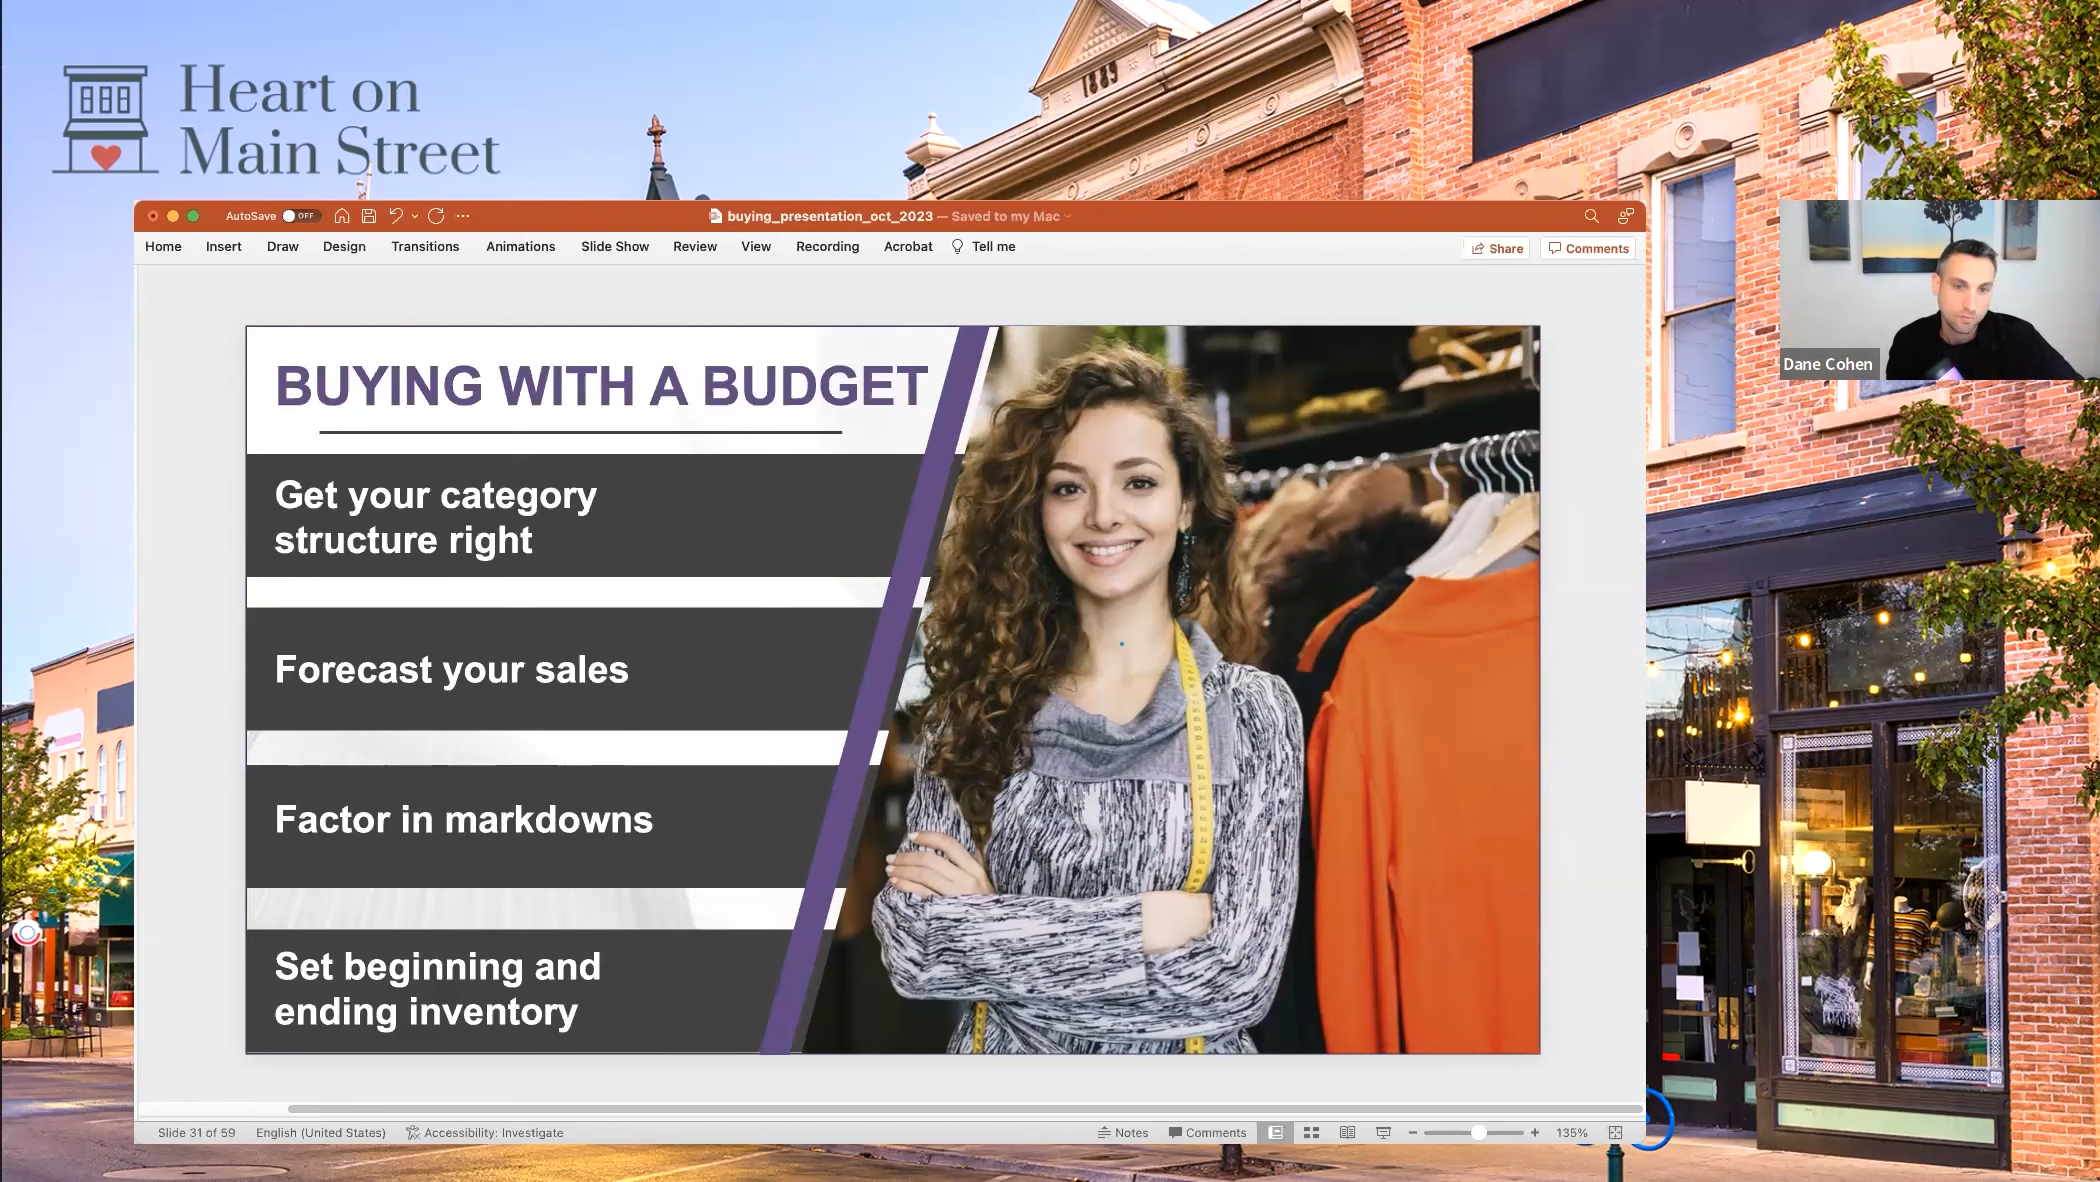 Heart on
Main Street
1889
AutoSave OFF
buying_presentation_oct_2023 — Saved to my Mac
Home Insert Draw Design Transitions Animations Slide Show Review View Recording Acrobat Tell me
Share Comments
Dane Cohen
BUYING WITH A BUDGET
Get your category
structure right
Forecast your sales
Factor in markdowns
Set beginning and
ending inventory
Slide 31 of 59 English (United States) Accessibility: Investigate Notes Comments 135%